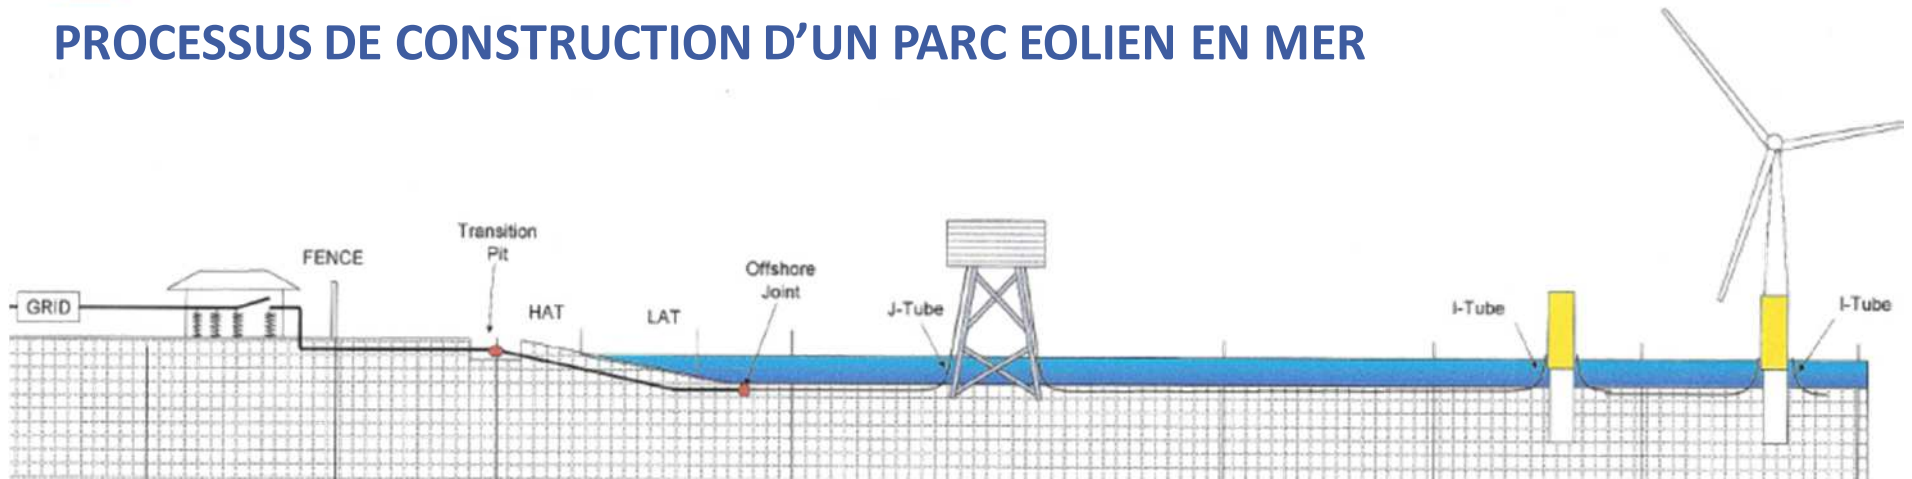 PROCESSUS DE CONSTRUCTION D’UN PARC EOLIEN EN MER
GRID
FENCE
Transition
Pit
HAT
LAT
Offshore
Joint
J-Tube
I-Tube
I-Tube